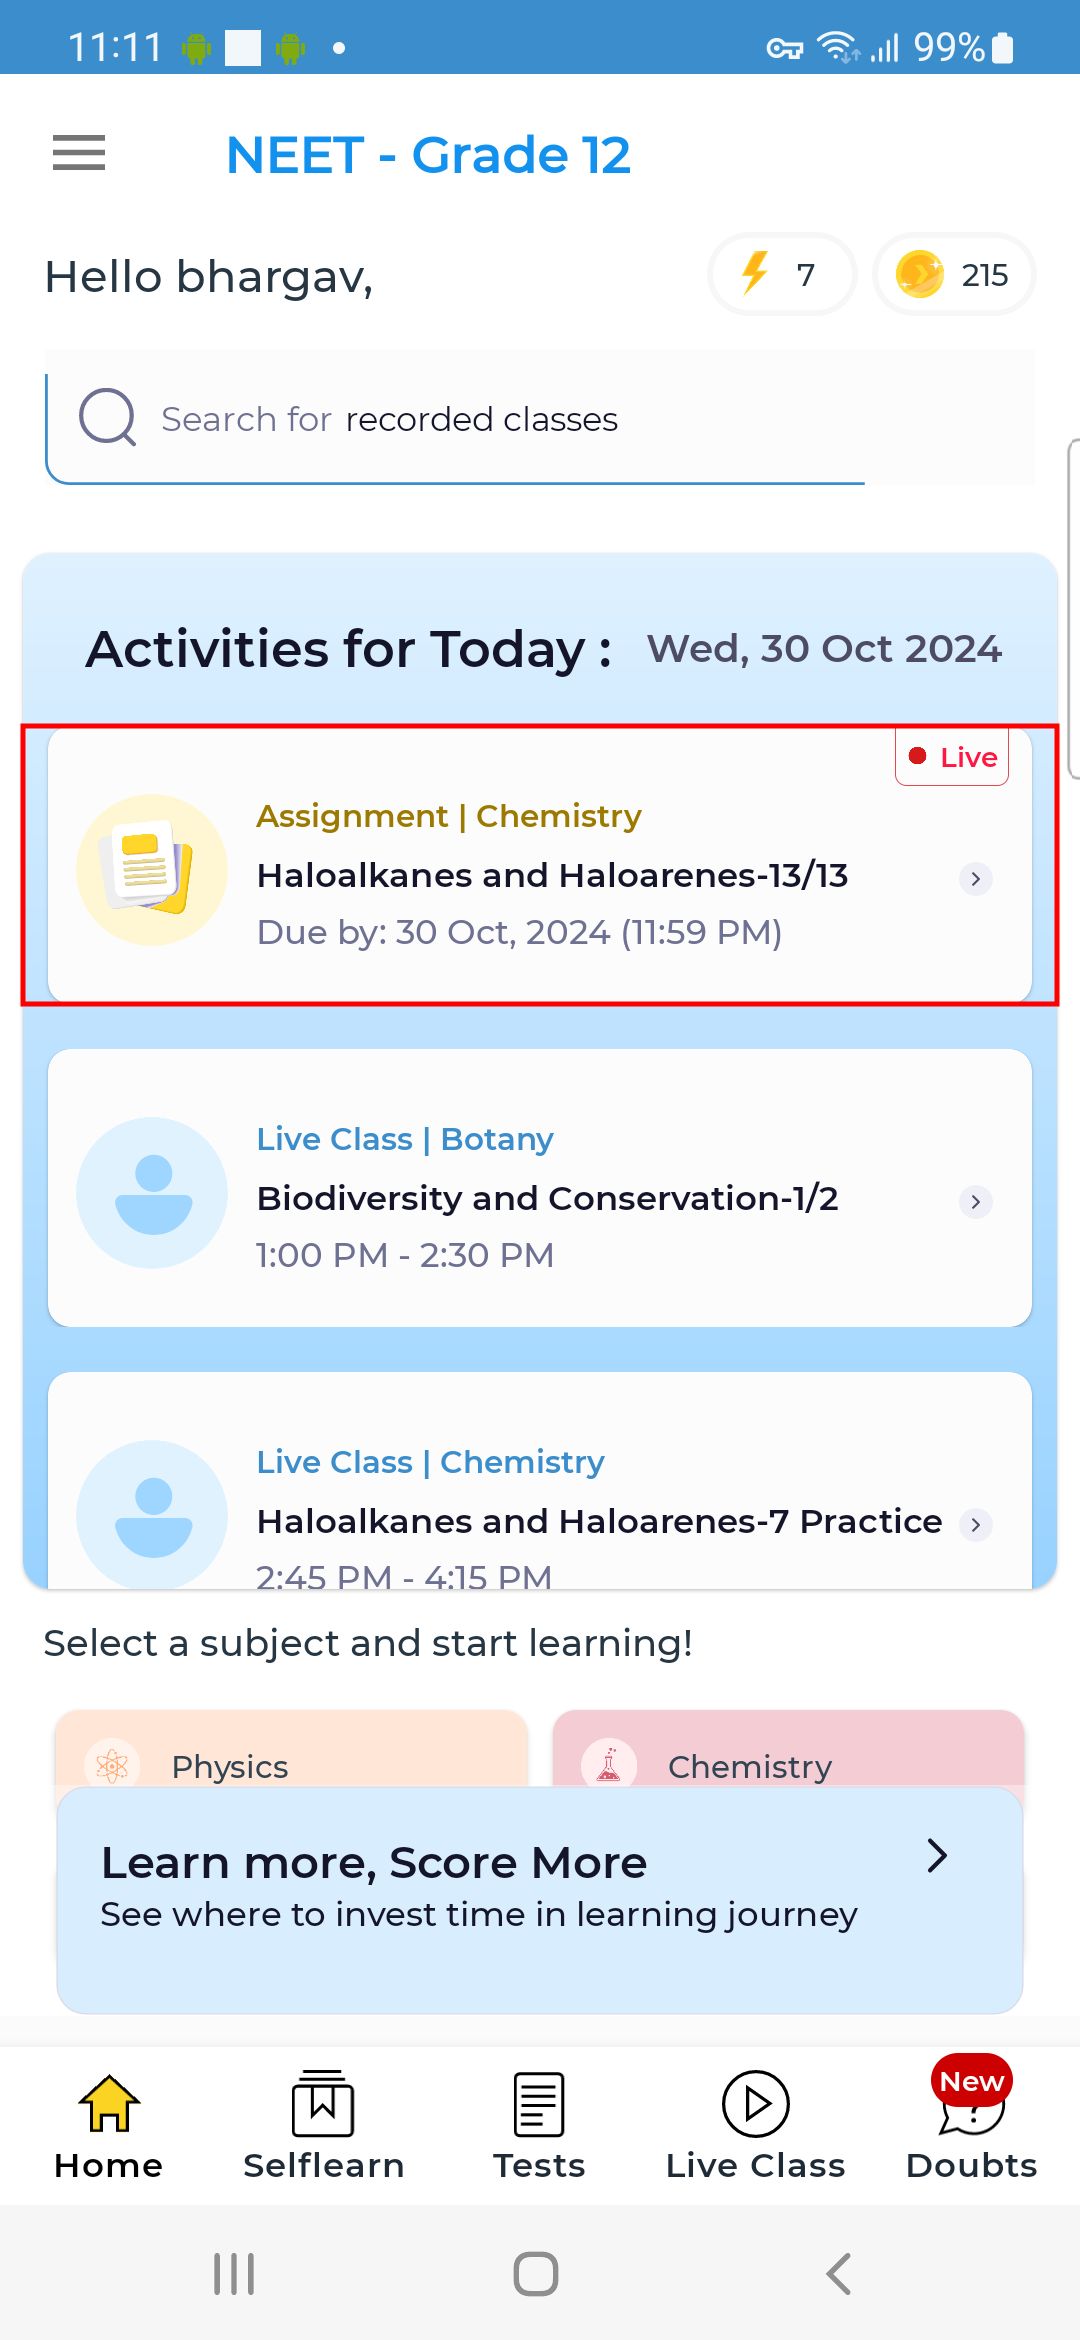 11:11 99%
NEET - Grade 12
Hello bhargav,
7
215
Search for recorded classes
Activities for Today : Wed, 30 Oct 2024
Live
Assignment | Chemistry
Haloalkanes and Haloarenes-13/13
Due by: 30 Oct, 2024 (11:59 PM)
Live Class | Botany
Biodiversity and Conservation-1/2
1:00 PM - 2:30 PM
Live Class | Chemistry
Haloalkanes and Haloarenes-7 Practice
2:45 PM - 4:15 PM
Select a subject and start learning!
Physics
Chemistry
Learn more, Score More
See where to invest time in learning journey
New
Home
Selflearn
Tests
Live Class
Doubts